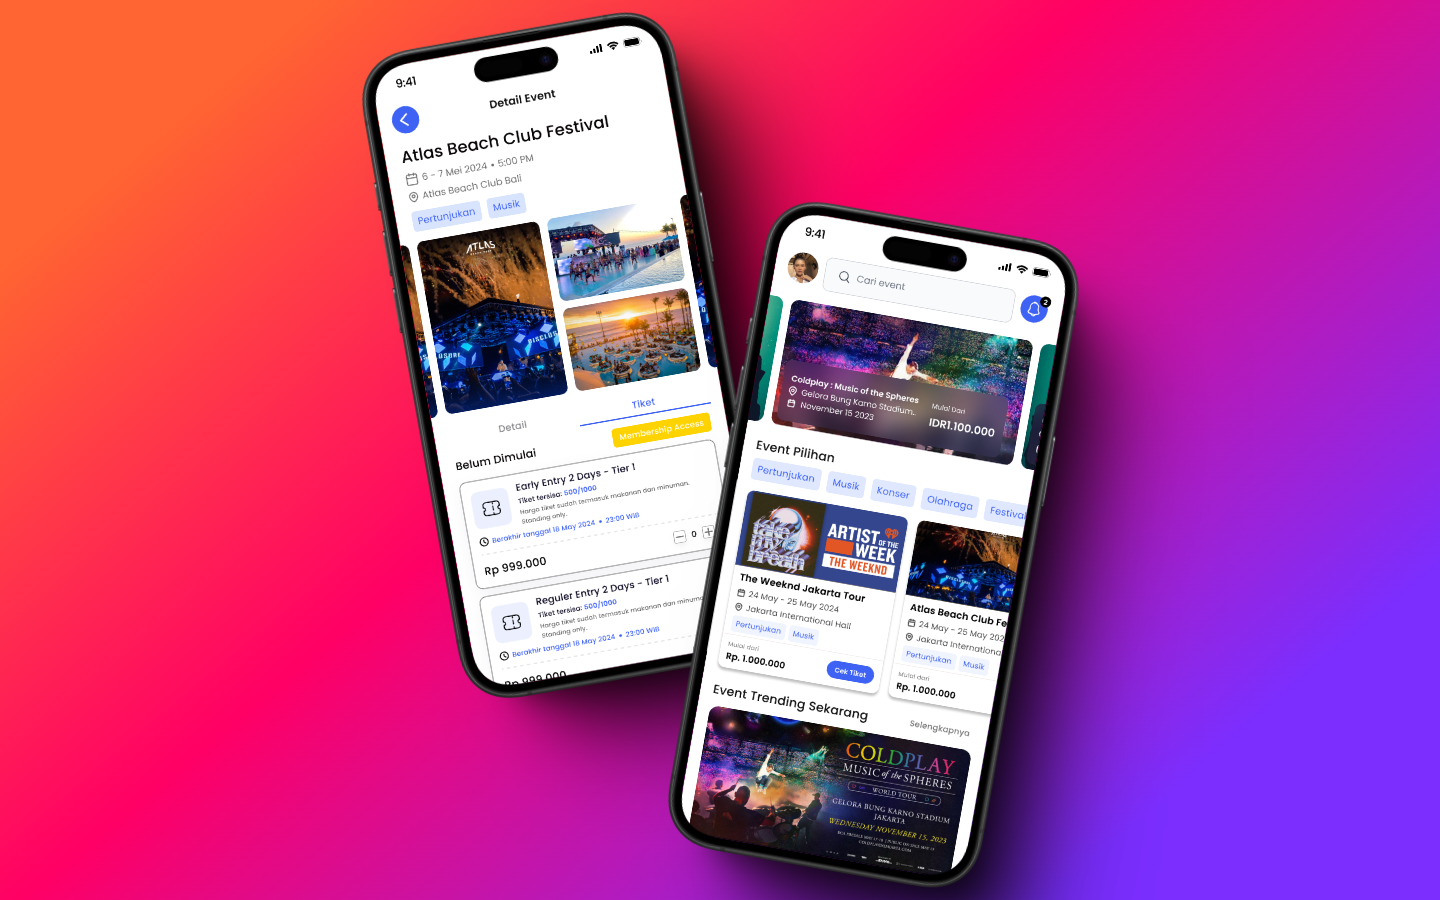 9:41
Detail Event
Atlas Beach Club Festival
6 - 7 Mei 2024 • 5:00 PM
Atlas Beach Club Bali
Pertunjukan
Musik
ATLAS
DISCLOSURE
Detail
Tiket
Membership Access
Belum Dimulai
Early Entry 2 Days - Tier 1
Tiket tersisa: 500/1000
Harga tiket sudah termasuk makanan dan minuman.
Standing only.
Berakhir tanggal 18 May 2024 • 23:00 WIB
Rp 999.000
0
Reguler Entry 2 Days - Tier 1
Tiket tersisa: 500/1000
Harga tiket sudah termasuk makanan dan minuma
Standing only.
Berakhir tanggal 18 May 2024 • 23:00 WIB
Rp 999.000
9:41
Cari event
2
Coldplay : Music of the Spheres
Gelora Bung Karno Stadium..
November 15 2023
Mulai Dari
IDR1.100.000
Event Pilihan
Pertunjukan
Musik
Konser
Olahraga
Festival
take my breath
ARTIST
OF THE
WEEK
THE WEEKND
The Weeknd Jakarta Tour
24 May - 25 May 2024
Jakarta International Hall
Pertunjukan
Musik
Mulai dari
Rp. 1.000.000
Cek Tiket
Atlas Beach Club Fe
24 May - 25 May 202
Jakarta Internationa
Pertunjukan
Musik
Mulai dari
Rp. 1.000.000
Event Trending Sekarang
Selengkapnya
COLDPLAY
MUSIC of the SPHERES
WORLD TOUR
GELORA BUNG KARNO STADIUM
JAKARTA
WEDNESDAY NOVEMBER 15, 2023